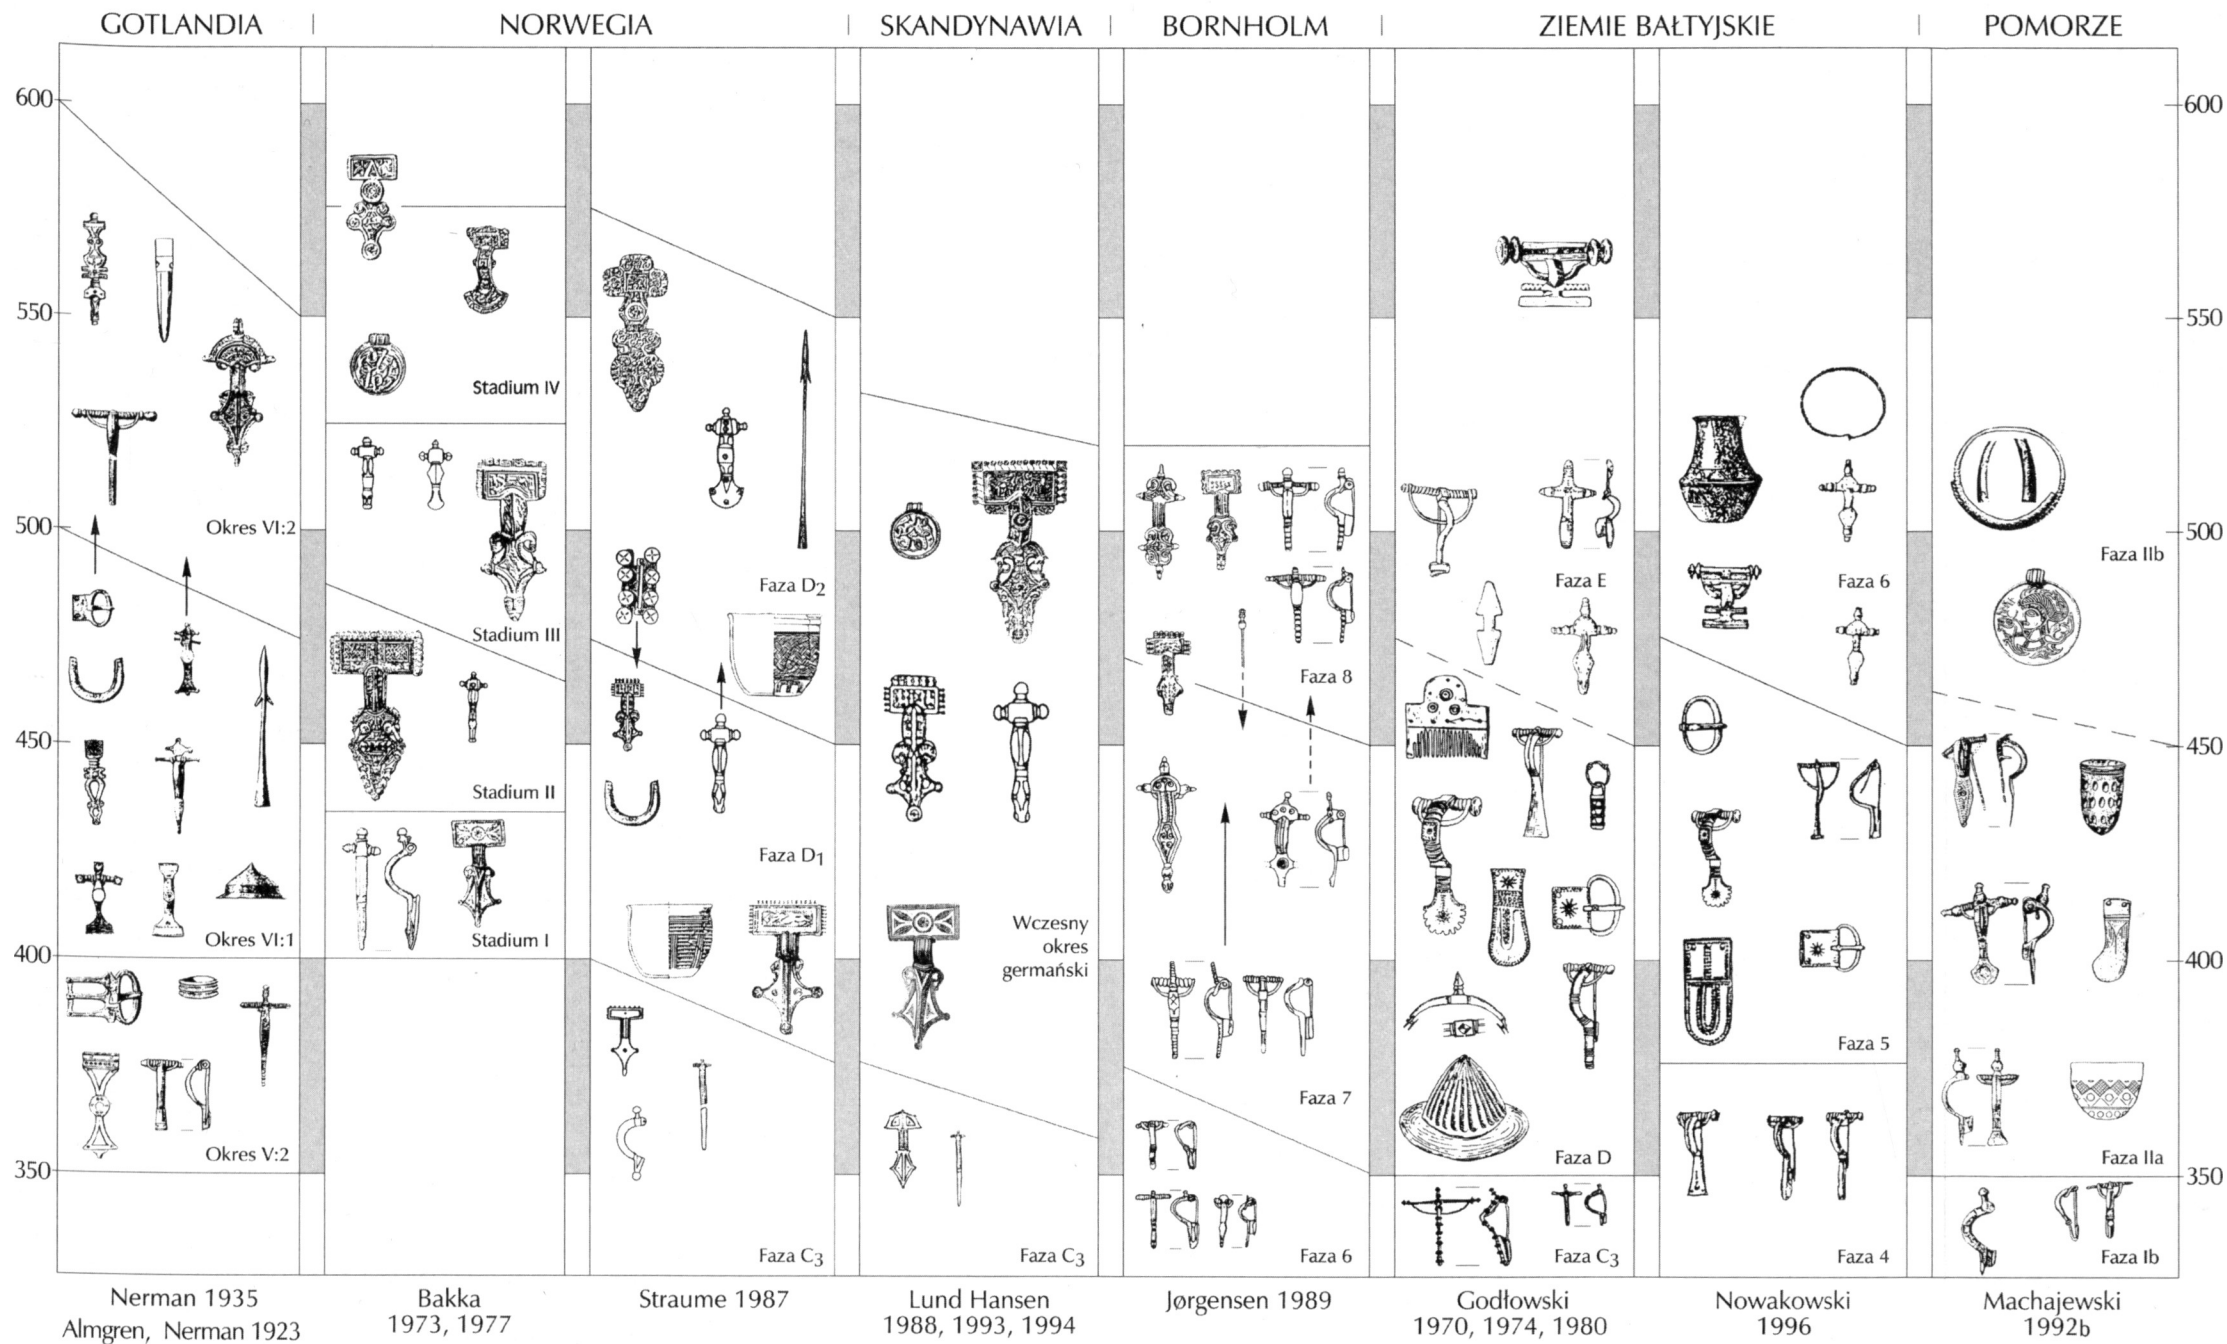 GOTLANDIA
NORWEGIA
SKANDYNAWIA
BORNHOLM
ZIEMIE BAŁTYJSKIE
POMORZE
600
550
500
450
400
350
Okres VI:2
Okres VI:1
Okres V:2
Stadium IV
Stadium III
Stadium II
Stadium I
Faza D2
Faza D1
Faza C3
Wczesny
okres
germański
Faza C3
Faza 8
Faza 7
Faza 6
Faza E
Faza D
Faza C3
Faza 6
Faza 5
Faza 4
Faza IIb
Faza IIa
Faza Ib
600
550
500
450
400
350
Nerman 1935
Almgren, Nerman 1923
Bakka
1973, 1977
Straume 1987
Lund Hansen
1988, 1993, 1994
Jørgensen 1989
Godłowski
1970, 1974, 1980
Nowakowski
1996
Machajewski
1992b